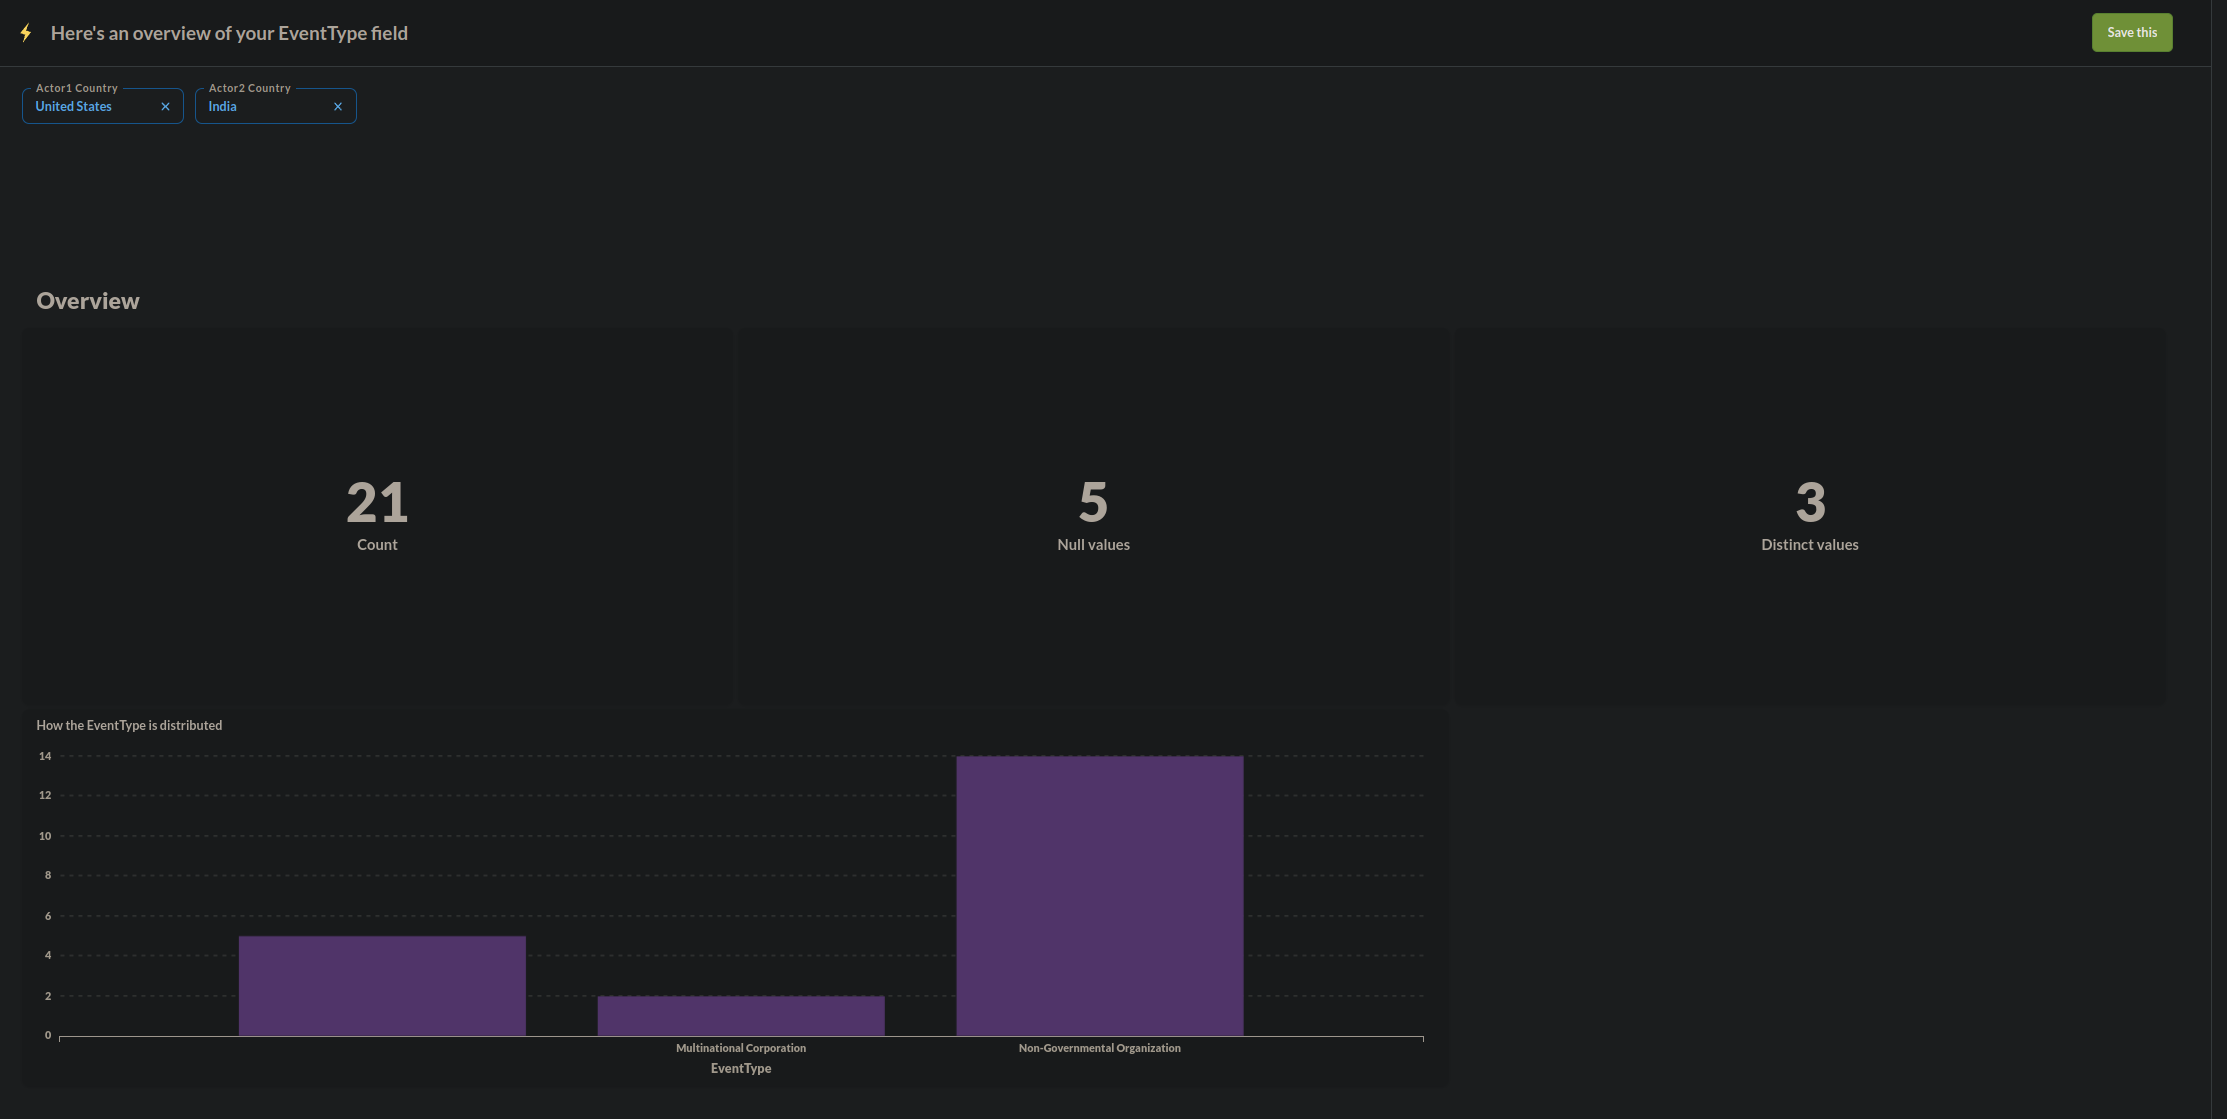 Here's an overview of your EventType field
Save this
Actor1 Country
United States
Actor2 Country
India
Overview
21
Count
5
Null values
3
Distinct values
How the EventType is distributed
14
12
10
8
6
4
2
0
Multinational Corporation
Non-Governmental Organization
EventType